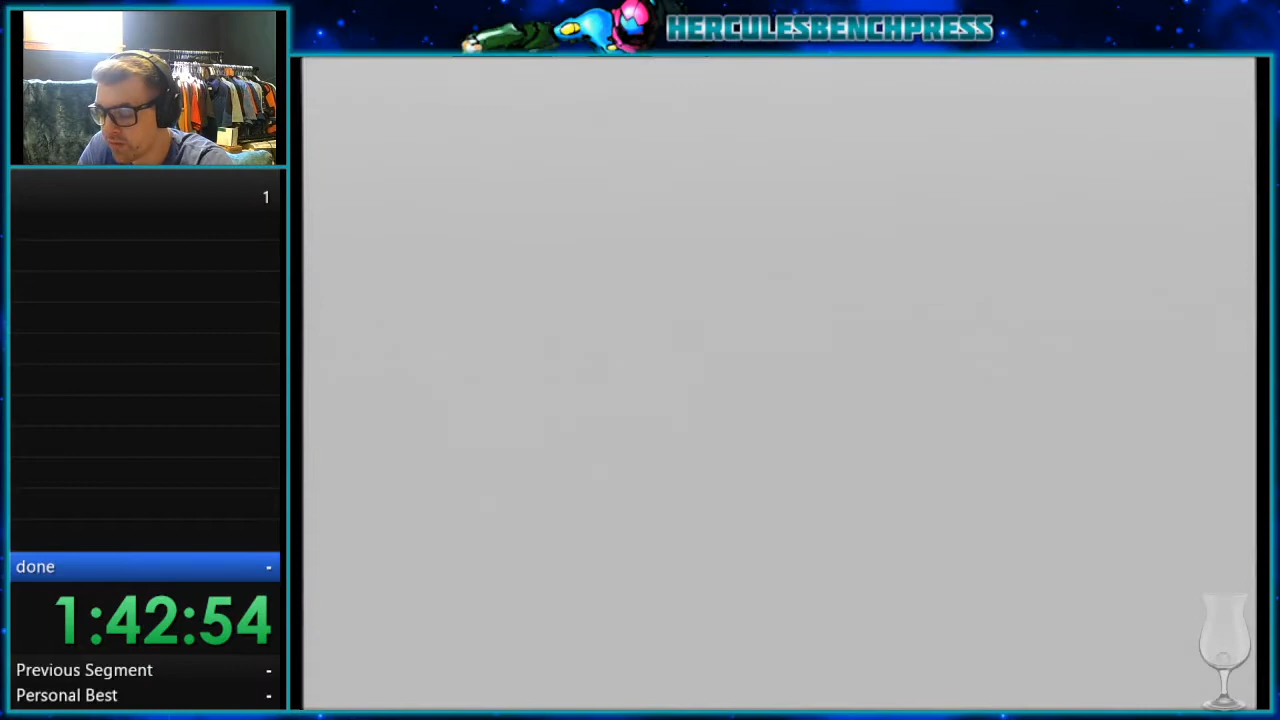 HERCULESBENCHPRESS
1
done -
1:42:54
Previous Segment -
Personal Best -